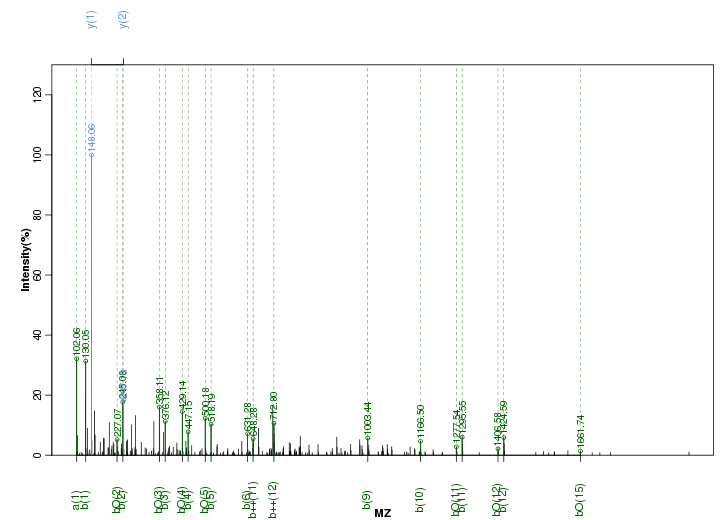 y(1)
y(2)
Intensity(%)
0
20
40
60
80
100
120
102.06
130.05
148.06
227.07
245.08
358.11
376.12
429.14
447.15
500.18
518.19
631.28
648.28
712.80
1003.44
1166.50
1277.54
1295.55
1406.58
1424.59
1661.74
a(1)
b(1)
bO(2)
b(2)
bO(3)
b(3)
bO(4)
b(4)
bO(5)
b(5)
b(6)
b++(11)
b++(12)
b(9)
b(10)
bO(11)
b(11)
bO(12)
b(12)
bO(15)
MZ